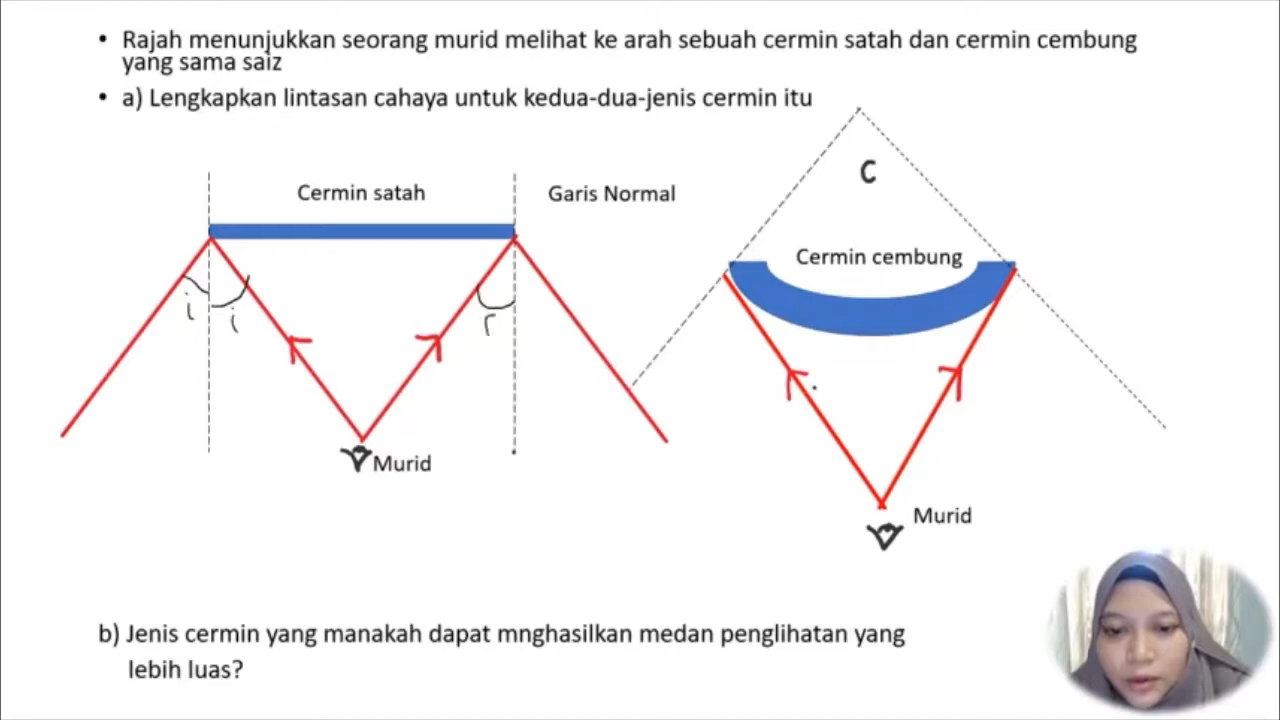 • Rajah menunjukkan seorang murid melihat ke arah sebuah cermin satah dan cermin cembung
yang sama saiz
• a) Lengkapkan lintasan cahaya untuk kedua-dua-jenis cermin itu
C
Cermin satah
Garis Normal
Cermin cembung
i
i
r
Murid
Murid
b) Jenis cermin yang manakah dapat mnghasilkan medan penglihatan yang
lebih luas?